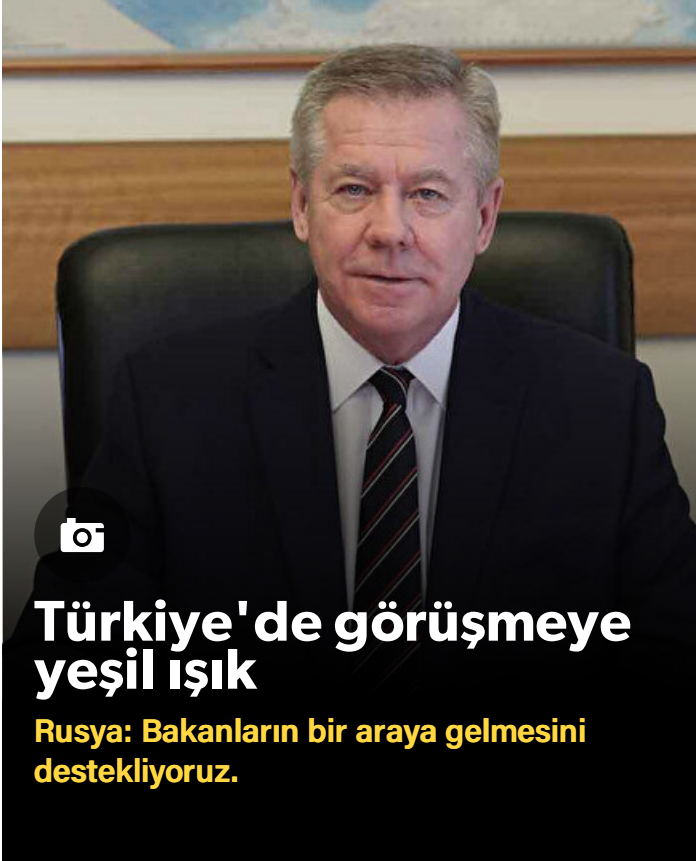 Türkiye'de görüşmeye
yeşil ışık
Rusya: Bakanların bir araya gelmesini
destekliyoruz.